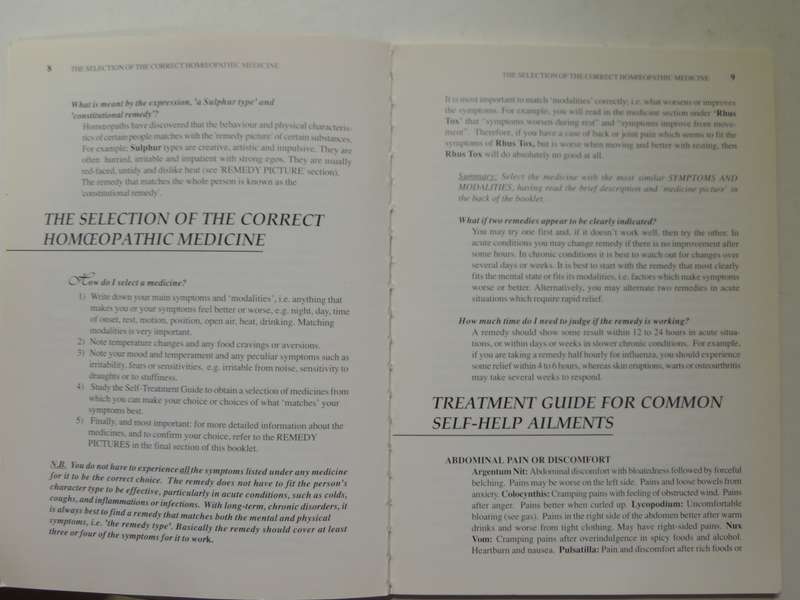 8 THE SELECTION OF THE CORRECT HOMŒOPATHIC MEDICINE
What is meant by the expression, 'a Sulphur type' and
'constitutional remedy'?
Homœopaths have discovered that the behaviour and physical characteris-
tics of certain people matches with the 'remedy picture' of certain substances.
For example; Sulphur types are creative, artistic and impulsive. They are
often hurried, irritable and impatient with strong egos. They are usually
red-faced, untidy and dislike heat (see 'REMEDY PICTURE' section).
The remedy that matches the whole person is known as the
'constitutional remedy'.
THE SELECTION OF THE CORRECT
HOMŒOPATHIC MEDICINE
How do I select a medicine?
1) Write down your main symptoms and 'modalities', i.e. anything that
makes you or your symptoms feel better or worse, e.g. night, day, time
of onset, rest, motion, position, open air, heat, drinking. Matching
modalities is very important.
2) Note temperature changes and any food cravings or aversions.
3) Note your mood and temperament and any peculiar symptoms such as
irritability, fears or sensitivities, e.g. irritable from noise, sensitivity to
draughts or to stuffiness.
4) Study the Self-Treatment Guide to obtain a selection of medicines from
which you can make your choice or choices of what 'matches' your
symptoms best.
5) Finally, and most important: for more detailed information about the
medicines, and to confirm your choice, refer to the REMEDY
PICTURES in the final section of this booklet.
N.B. You do not have to experience all the symptoms listed under any medicine
for it to be the correct choice. The remedy does not have to fit the person's
character type to be effective, particularly in acute conditions, such as colds,
coughs, and inflammations or infections. With long-term, chronic disorders, it
is always best to find a remedy that matches both the mental and physical
symptoms, i.e. 'the remedy type'. Basically the remedy should cover at least
three or four of the symptoms for it to work.
THE SELECTION OF THE CORRECT HOMŒOPATHIC MEDICINE 9
It is most important to match 'modalities' correctly; i.e. what worsens or improves
the symptoms. For example, you will read in the medicine section under 'Rhus
Tox' that "symptoms worsen during rest" and "symptoms improve from move-
ment". Therefore, if you have a case of back or joint pain which seems to fit the
symptoms of Rhus Tox, but is worse when moving and better with resting, then
Rhus Tox will do absolutely no good at all.
Summary: Select the medicine with the most similar SYMPTOMS AND
MODALITIES, having read the brief description and 'medicine picture' in
the back of the booklet.
What if two remedies appear to be clearly indicated?
You may try one first and, if it doesn't work well, then try the other. In
acute conditions you may change remedy if there is no improvement after
some hours. In chronic conditions it is best to watch out for changes over
several days or weeks. It is best to start with the remedy that most clearly
fits the mental state or fits its modalities, i.e. factors which make symptoms
worse or better. Alternatively, you may alternate two remedies in acute
situations which require rapid relief.
How much time do I need to judge if the remedy is working?
A remedy should show some result within 12 to 24 hours in acute situa-
tions, or within days or weeks in slower chronic conditions. For example,
if you are taking a remedy half hourly for influenza, you should experience
some relief within 4 to 6 hours, whereas skin eruptions, warts or osteoarthritis
may take several weeks to respond.
TREATMENT GUIDE FOR COMMON
SELF-HELP AILMENTS
ABDOMINAL PAIN OR DISCOMFORT
Argentum Nit: Abdominal discomfort with bloatedness followed by forceful
belching. Pains may be worse on the left side. Pains and loose bowels from
anxiety. Colocynthis: Cramping pains with feeling of obstructed wind. Pains
after anger. Pains better when curled up. Lycopodium: Uncomfortable
bloaring (see gas). Pains in the right side of the abdomen better after warm
drinks and worse from tight clothing. May have right-sided pains. Nux
Vom: Cramping pains after overindulgence in spicy foods and alcohol.
Heartburn and nausea. Pulsatilla: Pain and discomfort after rich foods or